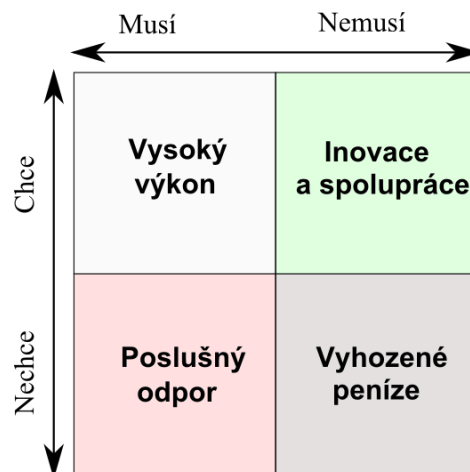 Musí
Nemusí
Chce
Vysoký
výkon
Inovace
a spolupráce
Nechce
Poslušný
odpor
Vyhozené
peníze